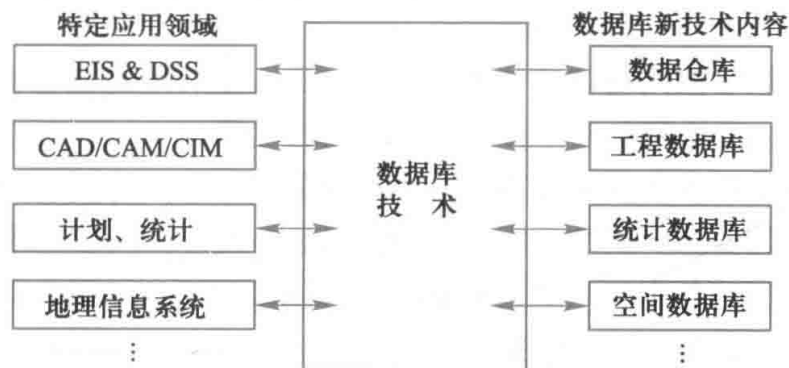 特定应用领域
数据库新技术内容
EIS & DSS
数据仓库
CAD/CAM/CIM
工程数据库
数据库
技 术
计划、统计
统计数据库
地理信息系统
空间数据库
⋮
⋮